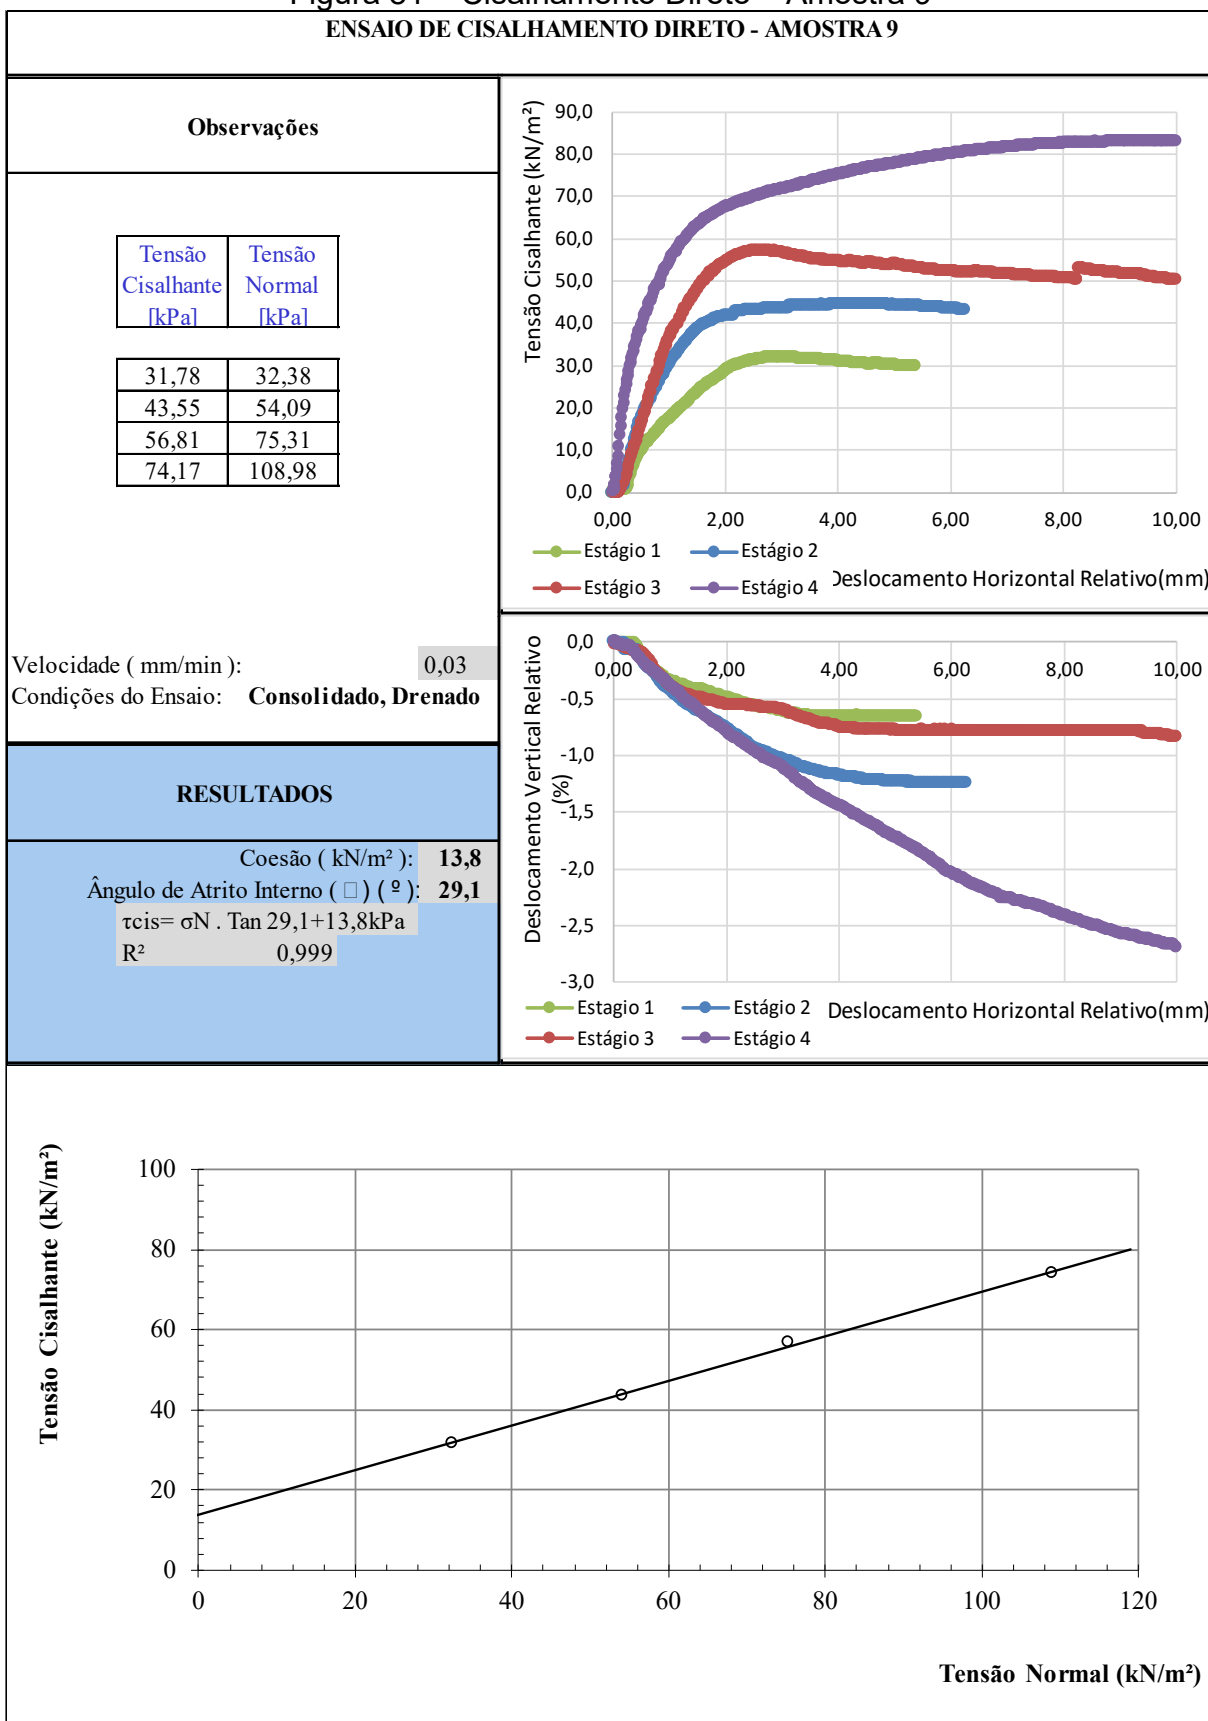 ENSAIO DE CISALHAMENTO DIRETO - AMOSTRA 9
Observações
Tensão Cisalhante [kPa] Tensão Normal [kPa]
31,78 32,38
43,55 54,09
56,81 75,31
74,17 108,98
Velocidade ( mm/min ): 0,03
Condições do Ensaio: Consolidado, Drenado
RESULTADOS
Coesão ( kN/m² ): 13,8
Ângulo de Atrito Interno ( □ ) ( º ): 29,1
τcis= σN . Tan 29,1+13,8kPa
R² 0,999
Tensão Cisalhante (kN/m²)
90,0
80,0
70,0
60,0
50,0
40,0
30,0
20,0
10,0
0,0
0,00 2,00 4,00 6,00 8,00 10,00
Estágio 1 Estágio 2
Estágio 3 Estágio 4
Deslocamento Horizontal Relativo(mm)
Deslocamento Vertical Relativo
(%)
0,0
0,00 2,00 4,00 6,00 8,00 10,00
-0,5
-1,0
-1,5
-2,0
-2,5
-3,0
Estagio 1 Estágio 2
Estágio 3 Estágio 4
Deslocamento Horizontal Relativo(mm)
Tensão Cisalhante (kN/m²)
100
80
60
40
20
0
0 20 40 60 80 100 120
Tensão Normal (kN/m²)